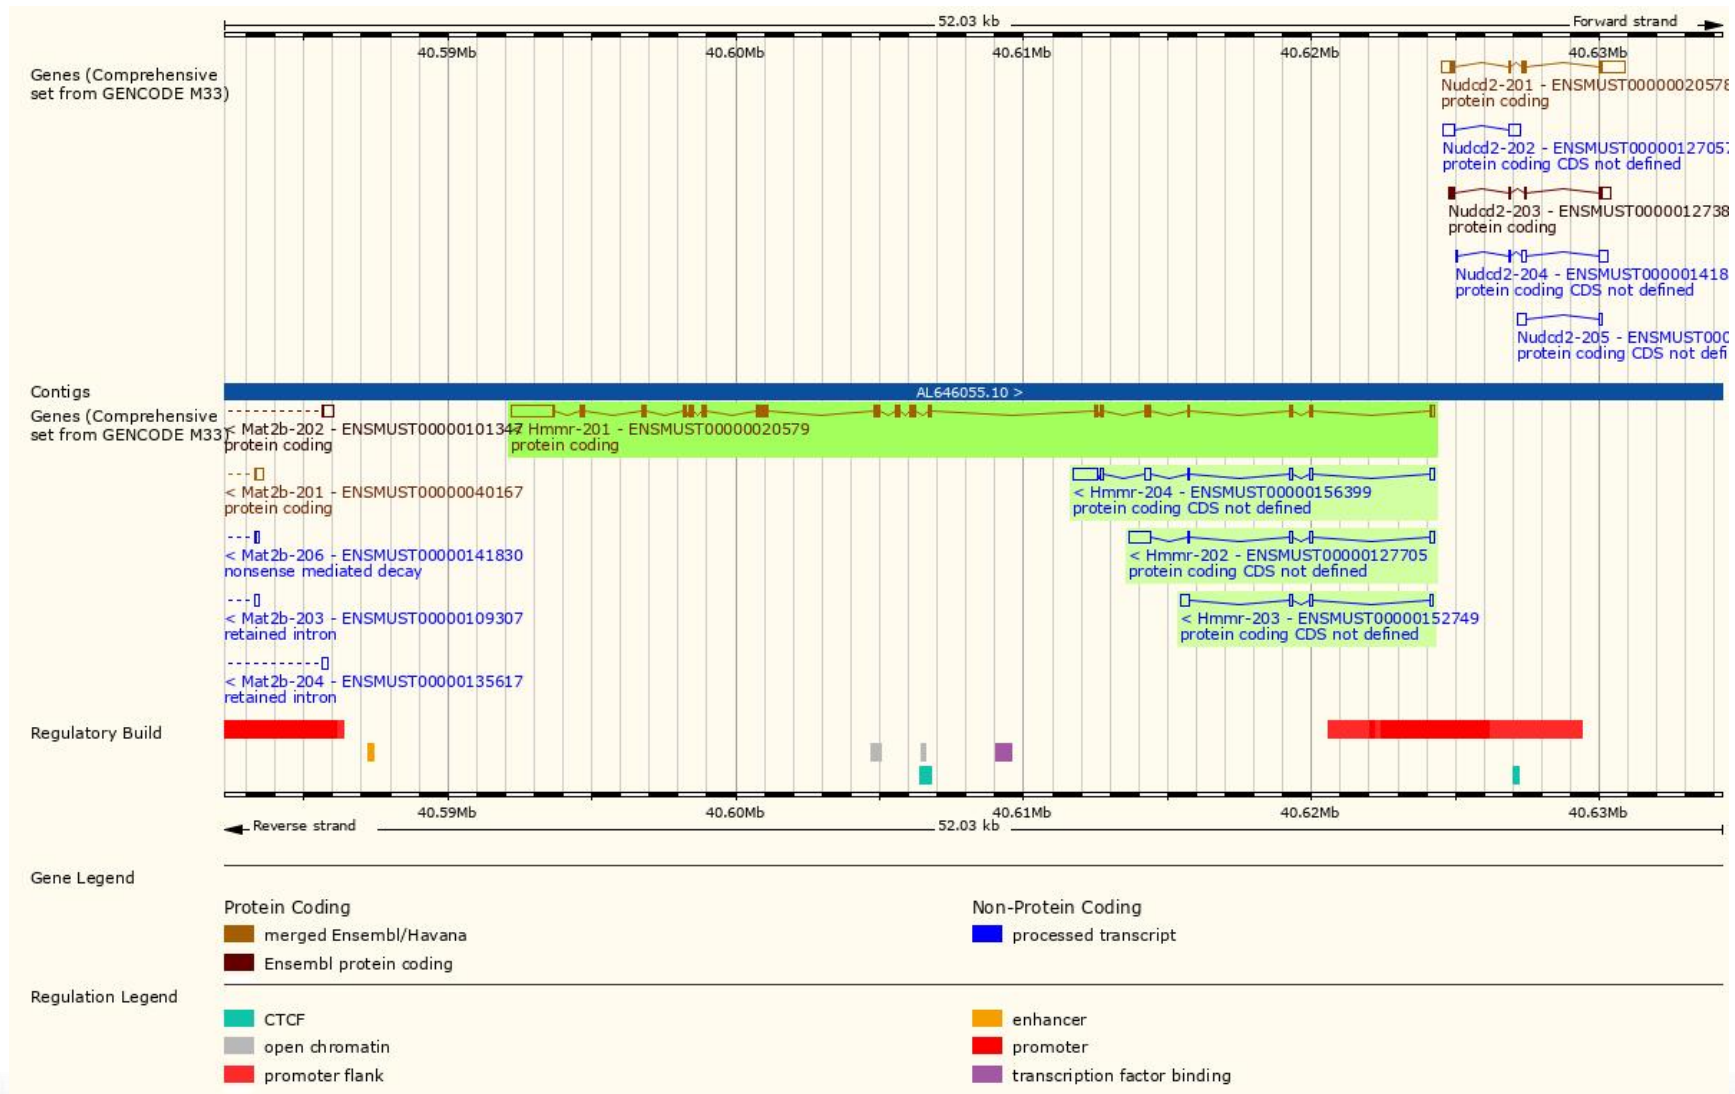 52.03 kb Forward strand
40.59Mb 40.60Mb 40.61Mb 40.62Mb 40.63Mb
Genes (Comprehensive
set from GENCODE M33)
Nudcd2-201 - ENSMUST00000020578
protein coding
Nudcd2-202 - ENSMUST00000127057
protein coding CDS not defined
Nudcd2-203 - ENSMUST0000012738
protein coding
Nudcd2-204 - ENSMUST000001418
protein coding CDS not defined
Nudcd2-205 - ENSMUST000
protein coding CDS not defi
Contigs
AL646055.10 >
Genes (Comprehensive
set from GENCODE M33)
< Mat2b-202 - ENSMUST00000101347
protein coding
< Hmmr-201 - ENSMUST00000020579
protein coding
< Mat2b-201 - ENSMUST00000040167
protein coding
< Hmmr-204 - ENSMUST00000156399
protein coding CDS not defined
< Mat2b-206 - ENSMUST00000141830
nonsense mediated decay
< Hmmr-202 - ENSMUST00000127705
protein coding CDS not defined
< Mat2b-203 - ENSMUST00000109307
retained intron
< Hmmr-203 - ENSMUST00000152749
protein coding CDS not defined
< Mat2b-204 - ENSMUST00000135617
retained intron
Regulatory Build
40.59Mb 40.60Mb 40.61Mb 40.62Mb 40.63Mb
Reverse strand 52.03 kb
Gene Legend
Protein Coding
merged Ensembl/Havana
Ensembl protein coding
Non-Protein Coding
processed transcript
Regulation Legend
CTCF
open chromatin
promoter flank
enhancer
promoter
transcription factor binding